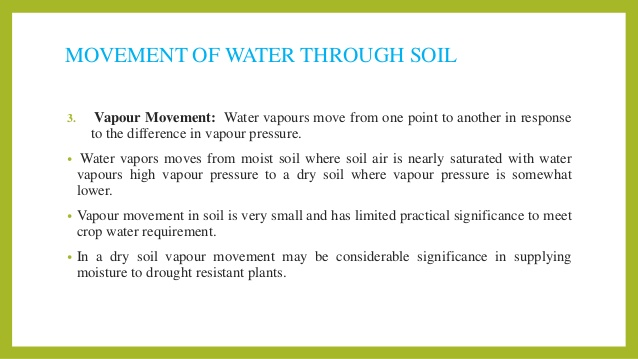 MOVEMENT OF WATER THROUGH SOIL
3. Vapour Movement: Water vapours move from one point to another in response
to the difference in vapour pressure.
• Water vapors moves from moist soil where soil air is nearly saturated with water
vapours high vapour pressure to a dry soil where vapour pressure is somewhat
lower.
• Vapour movement in soil is very small and has limited practical significance to meet
crop water requirement.
• In a dry soil vapour movement may be considerable significance in supplying
moisture to drought resistant plants.